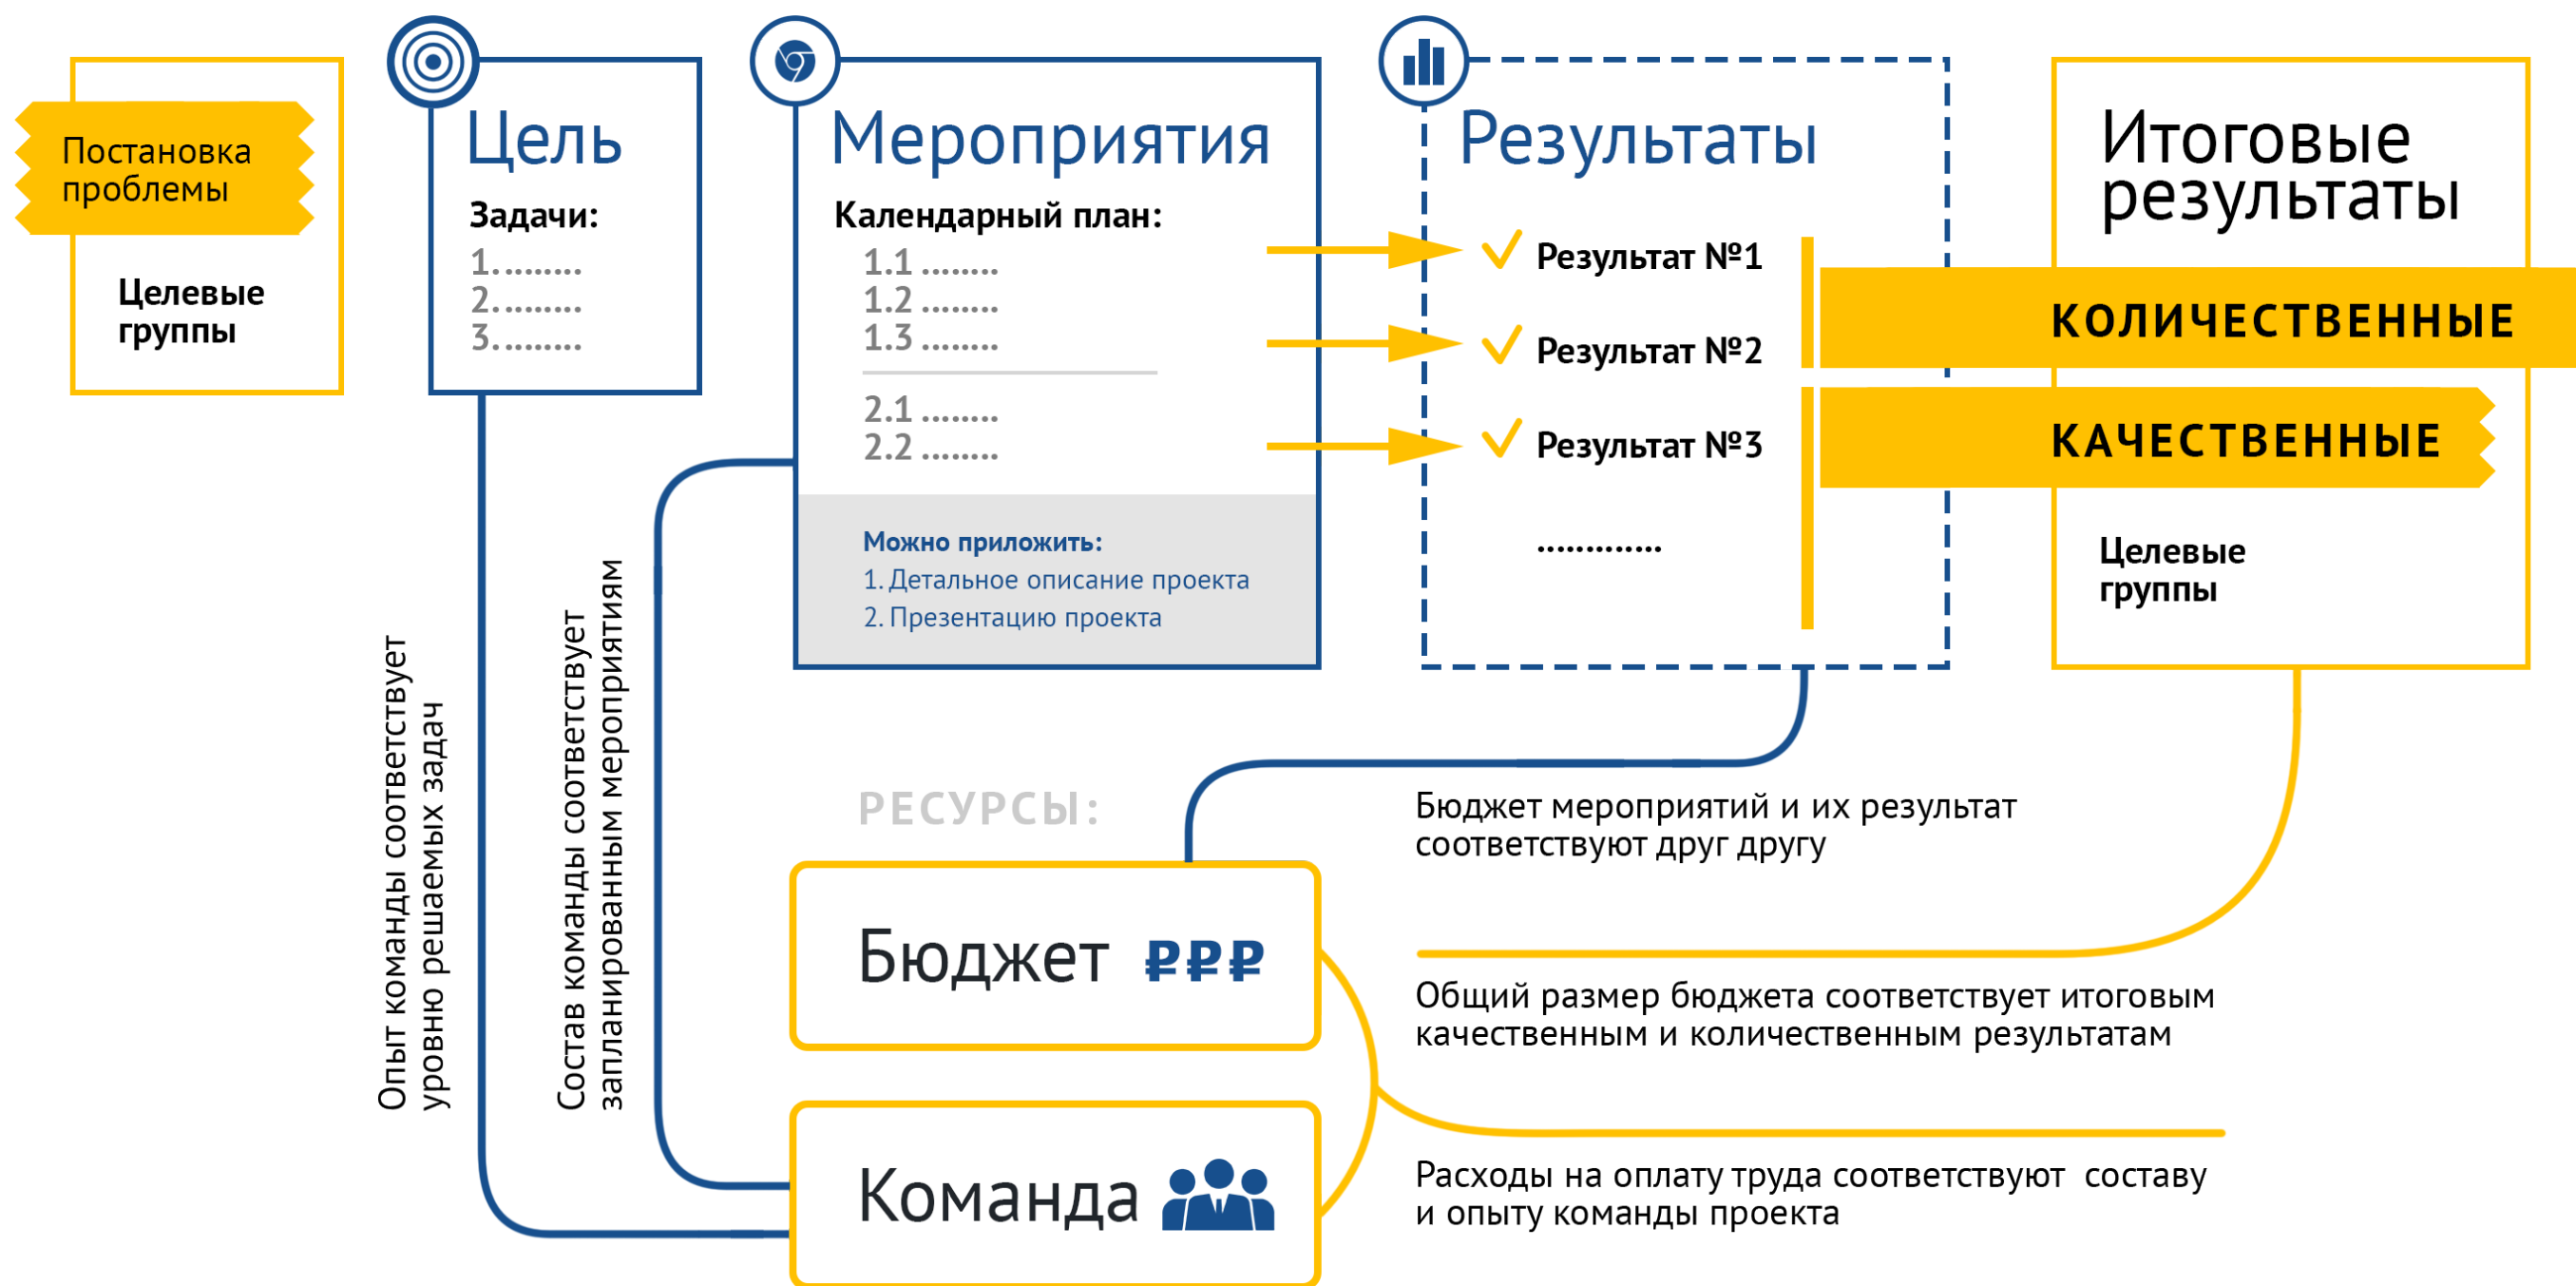 Постановка
проблемы
Целевые
группы
Цель
Задачи:
1. ........
2. ........
3. ........
Мероприятия
Календарный план:
1.1 ........
1.2 ........
1.3 ........
2.1 ........
2.2 ........
Можно приложить:
1. Детальное описание проекта
2. Презентацию проекта
Результаты
Результат №1
Результат №2
Результат №3
.............
Итоговые
результаты
КОЛИЧЕСТВЕННЫЕ
КАЧЕСТВЕННЫЕ
Целевые
группы
Опыт команды соответствует
уровню решаемых задач
Состав команды соответствует
запланированным мероприятиям
РЕСУРСЫ:
Бюджет ₽₽₽
Команда
Бюджет мероприятий и их результат
соответствуют друг другу
Общий размер бюджета соответствует итоговым
качественным и количественным результатам
Расходы на оплату труда соответствуют составу
и опыту команды проекта